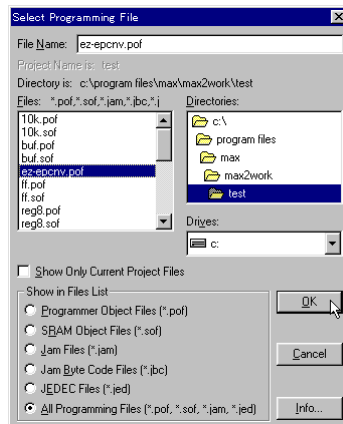 Select Programming File
File Name: ez-epcnv.pof
Project Name is: test
Directory is: c:\program files\max\max2work\test
Files: *.pof,*.sof,*.jam,*.jbc,*.j
Directories:
10k.pof
10k.sof
buf.pof
buf.sof
ez-epcnv.pof
ff.pof
ff.sof
reg8.pof
reg8.sof
c:\
program files
max
max2work
test
Drives:
c:
Show Only Current Project Files
Show in Files List
Programmer Object Files (*.pof)
SRAM Object Files (*.sof)
Jam Files (*.jam)
Jam Byte Code Files (*.jbc)
JEDEC Files (*.jed)
All Programming Files (*.pof, *.sof, *.jam, *.jed)
OK
Cancel
Info...